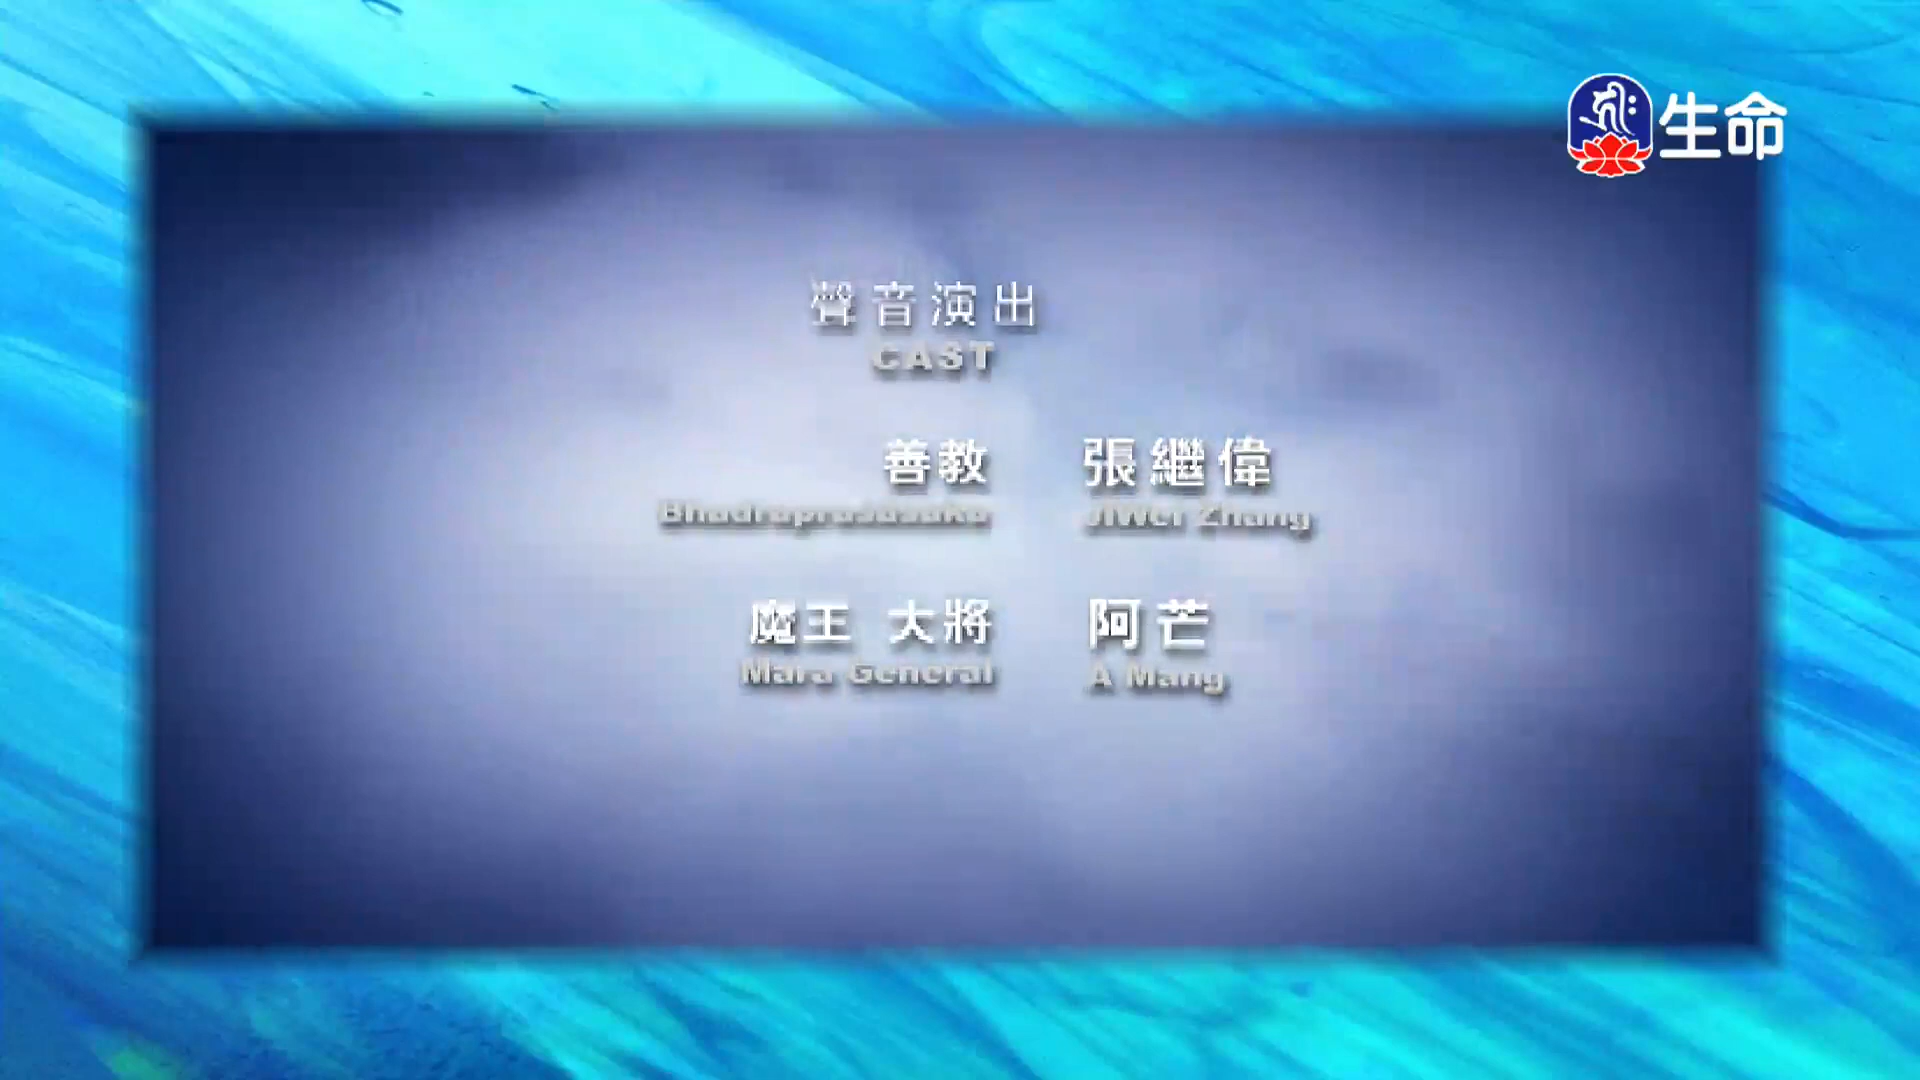 生命
聲音演出
CAST
善教 張繼偉
JiWei Zhang
魔王 大將 阿芒
Mara General A Mang